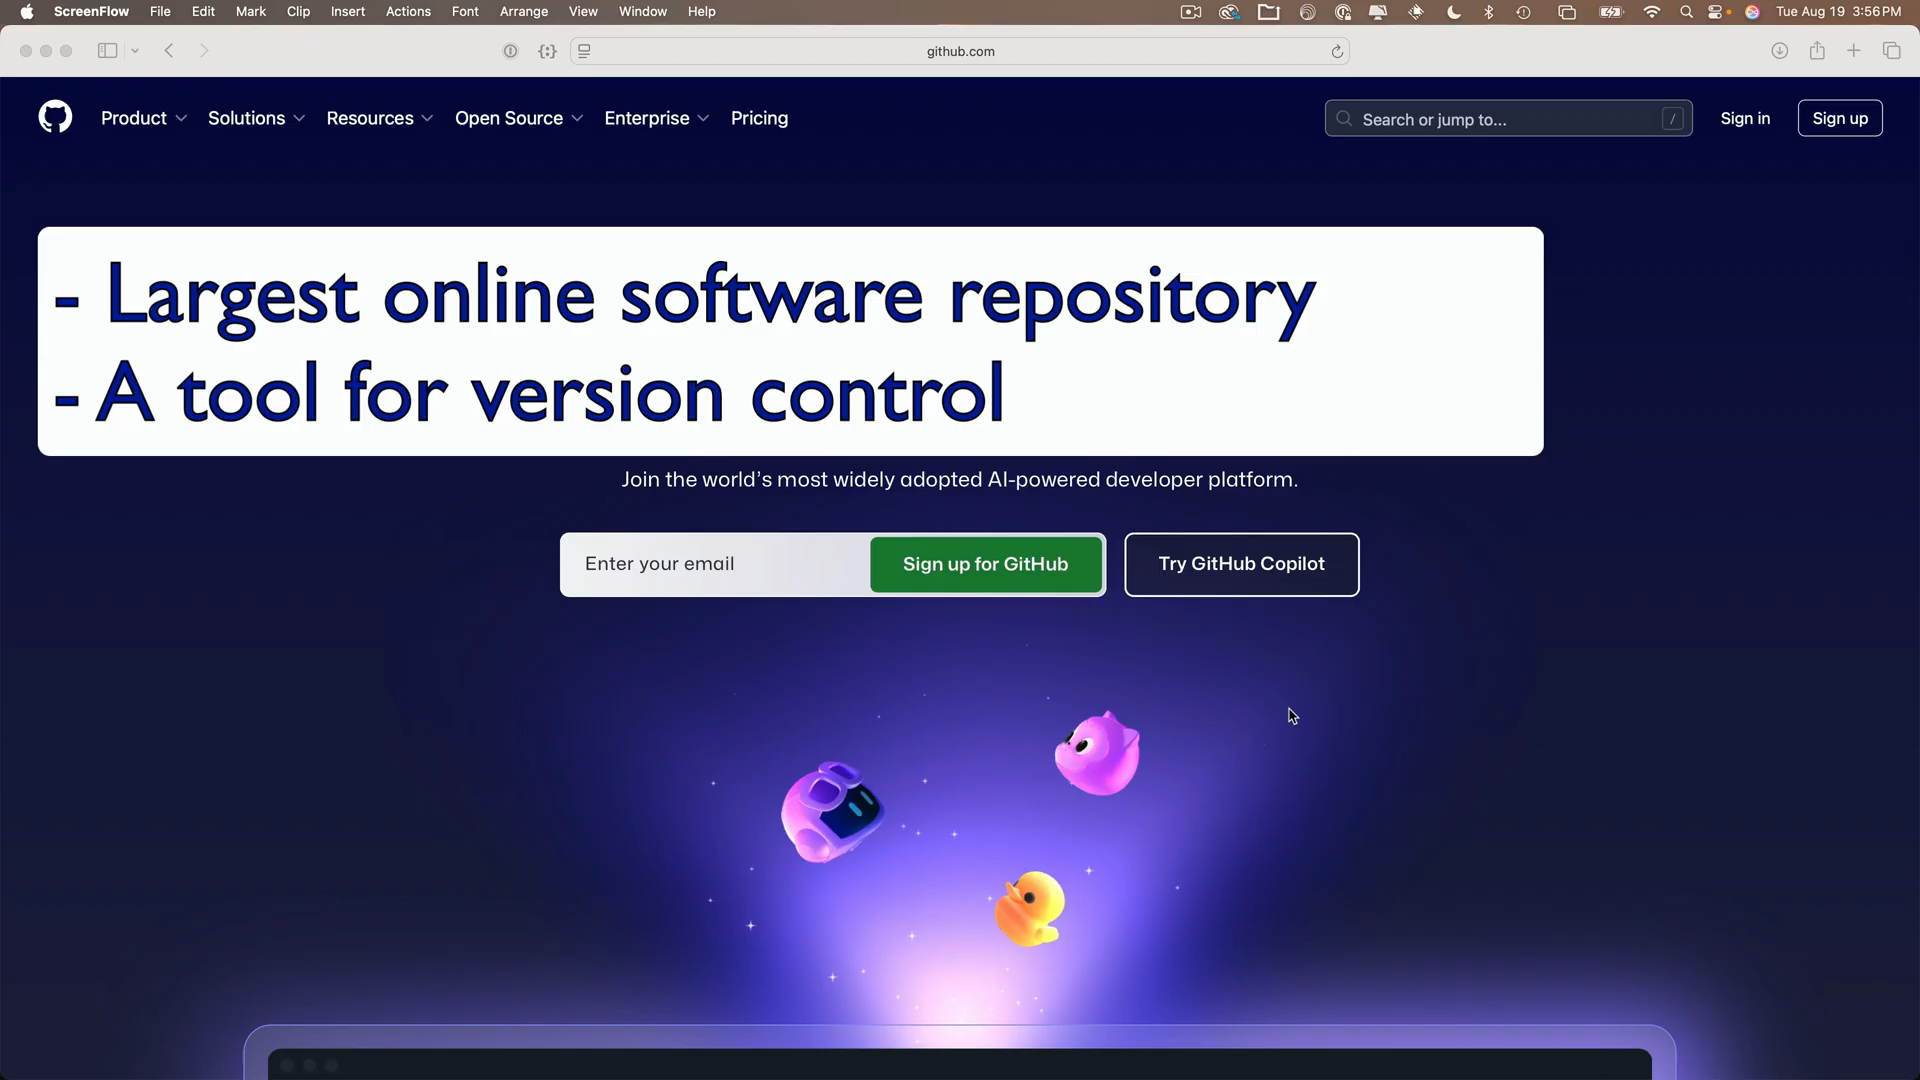 ScreenFlow File Edit Mark Clip Insert Actions Font Arrange View Window Help Tue Aug 19 3:56 PM
github.com
Product Solutions Resources Open Source Enterprise Pricing Search or jump to... / Sign in Sign up
- Largest online software repository
- A tool for version control
Join the world's most widely adopted AI-powered developer platform.
Enter your email Sign up for GitHub Try GitHub Copilot